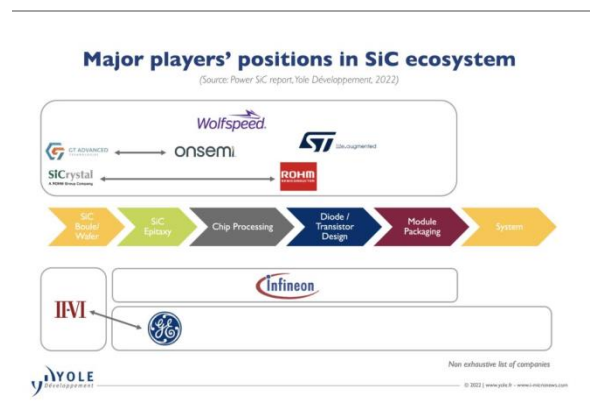 Major players' positions in SiC ecosystem
(Source: Power SiC report, Yole Développement, 2022)
Wolfspeed.
GT ADVANCED
TECHNOLOGIES
onsemi
ST life.augmented
SiCrystal
A ROHM Group Company
ROHM
SEMICONDUCTOR
SiC
Boule/
Wafer
SiC
Epitaxy
Chip Processing
Diode /
Transistor
Design
Module
Packaging
System
Infineon
II-VI
GE
Non exhaustive list of companies
YOLE
Développement
© 2022 | www.yole.fr - www.i-micronews.com